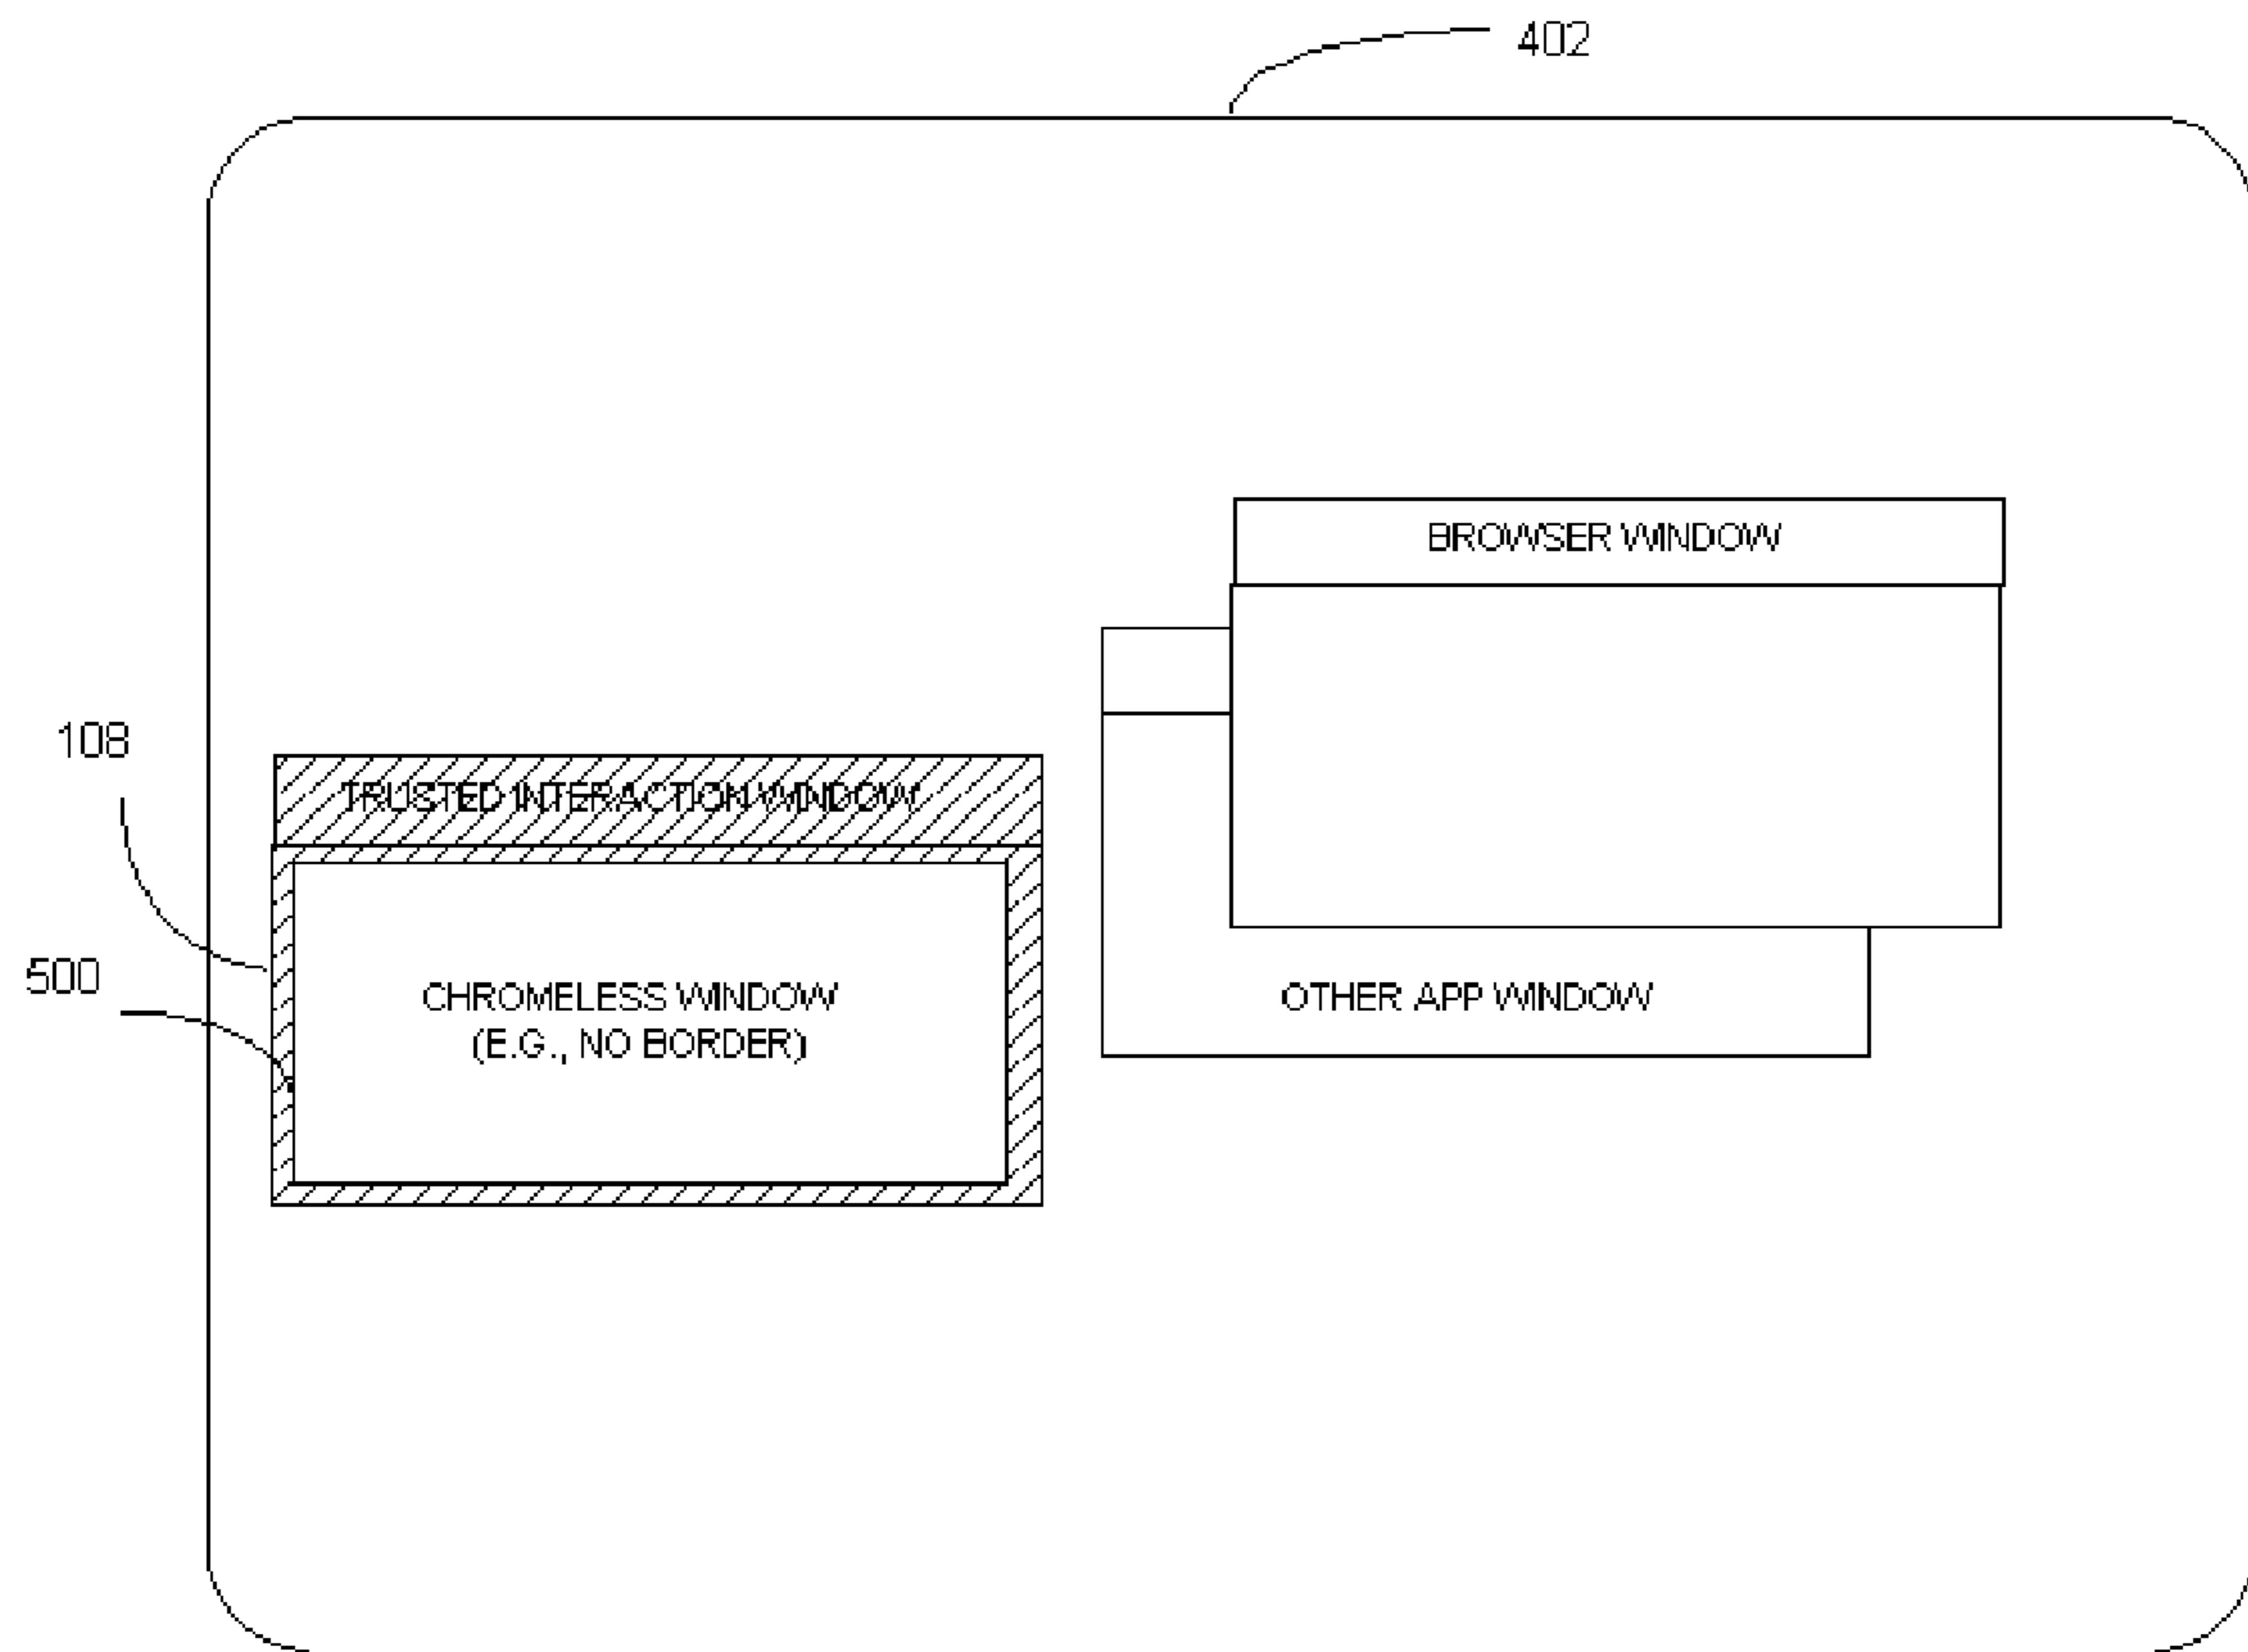 402
BROWSER WINDOW
108
TRUSTED INTERACTION WINDOW
500
CHROMELESS WINDOW
(E.G., NO BORDER)
OTHER APP WINDOW